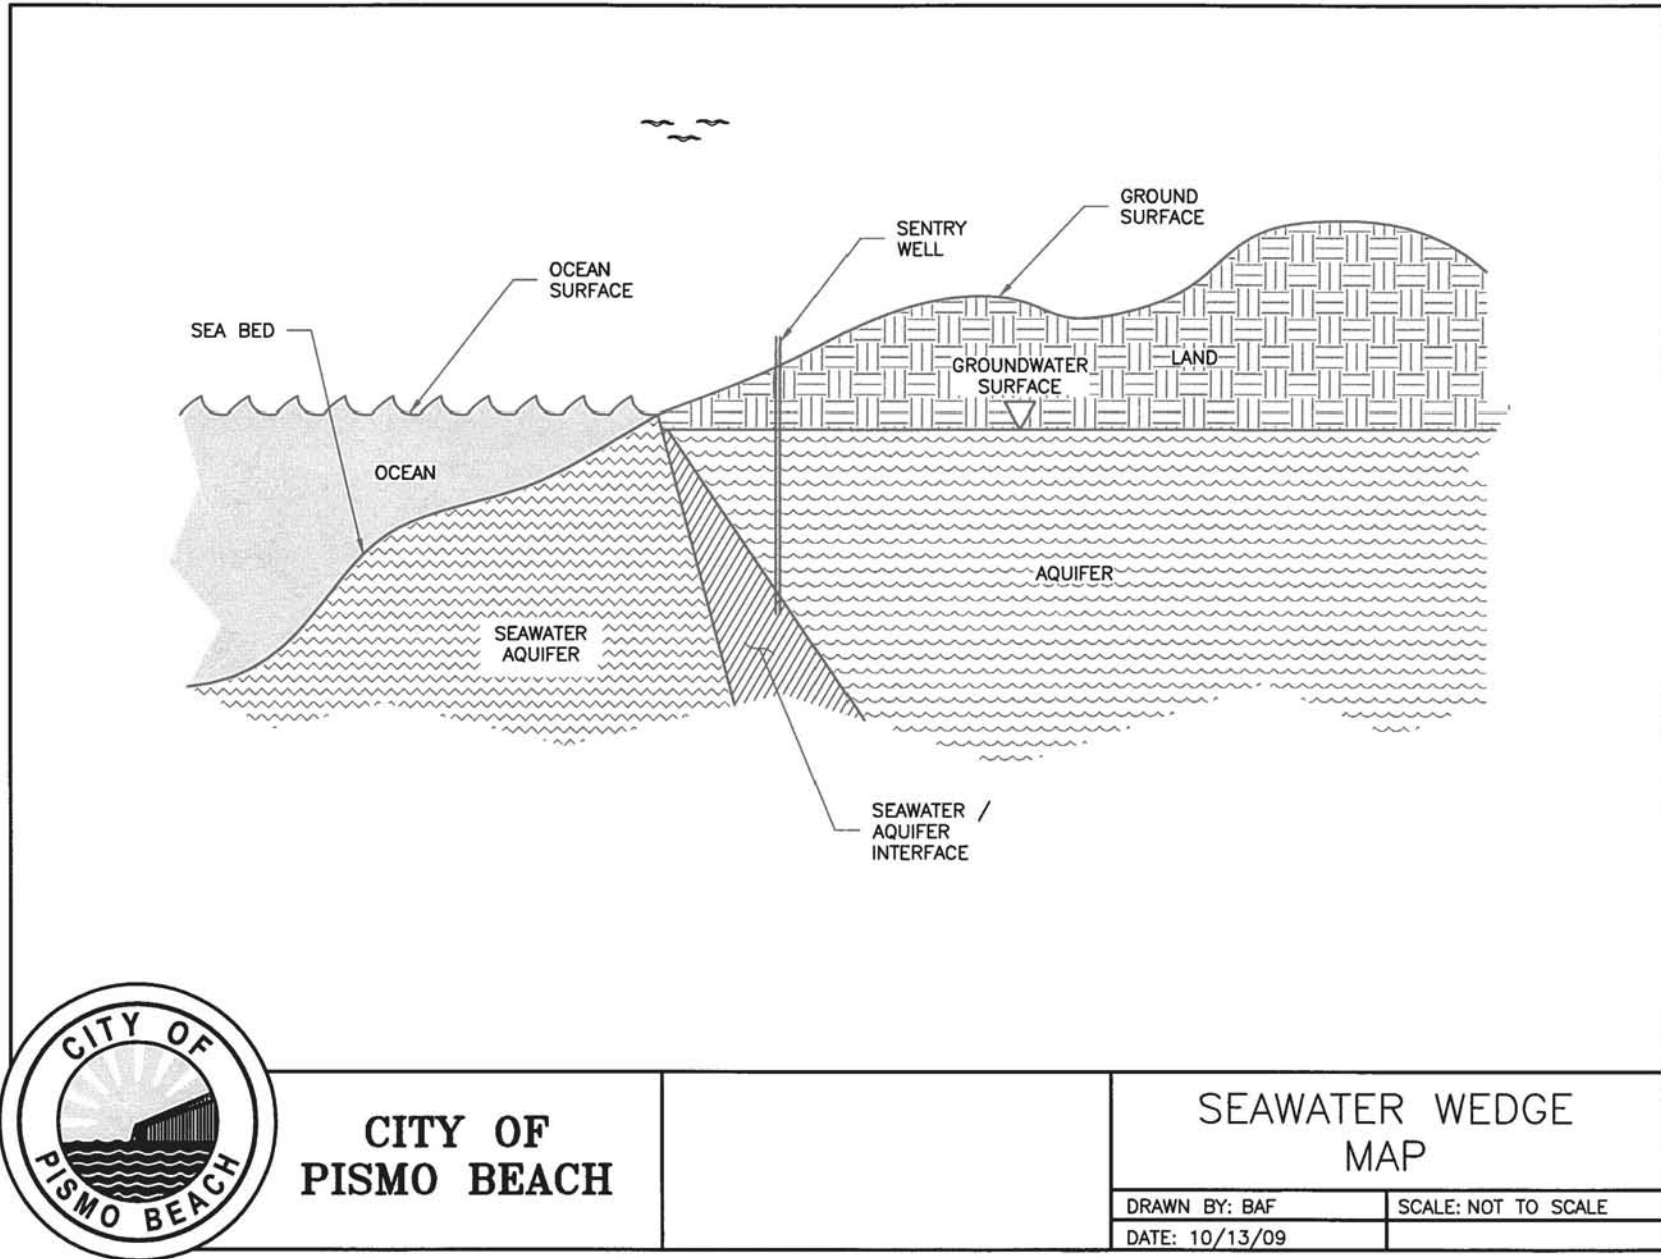 GROUND
SURFACE
SENTRY
WELL
OCEAN
SURFACE
SEA BED
GROUNDWATER
SURFACE
LAND
OCEAN
AQUIFER
SEAWATER
AQUIFER
SEAWATER /
AQUIFER
INTERFACE
CITY OF
PISMO BEACH
CITY OF
PISMO BEACH
SEAWATER WEDGE
MAP
DRAWN BY: BAF
SCALE: NOT TO SCALE
DATE: 10/13/09